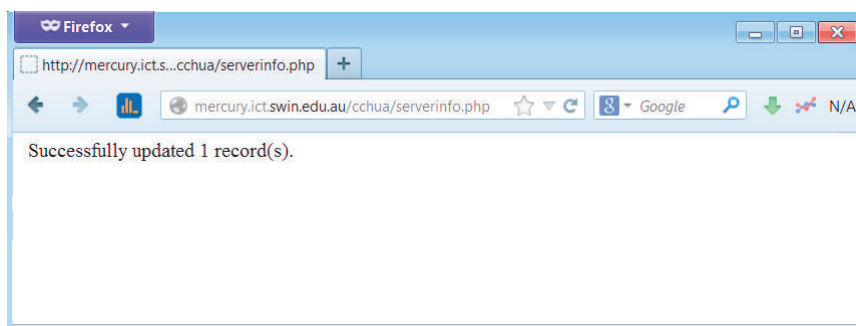 Firefox
http://mercury.ict.s...cchua/serverinfo.php +
mercury.ict.swin.edu.au/cchua/serverinfo.php 8 Google N/A
Successfully updated 1 record(s).